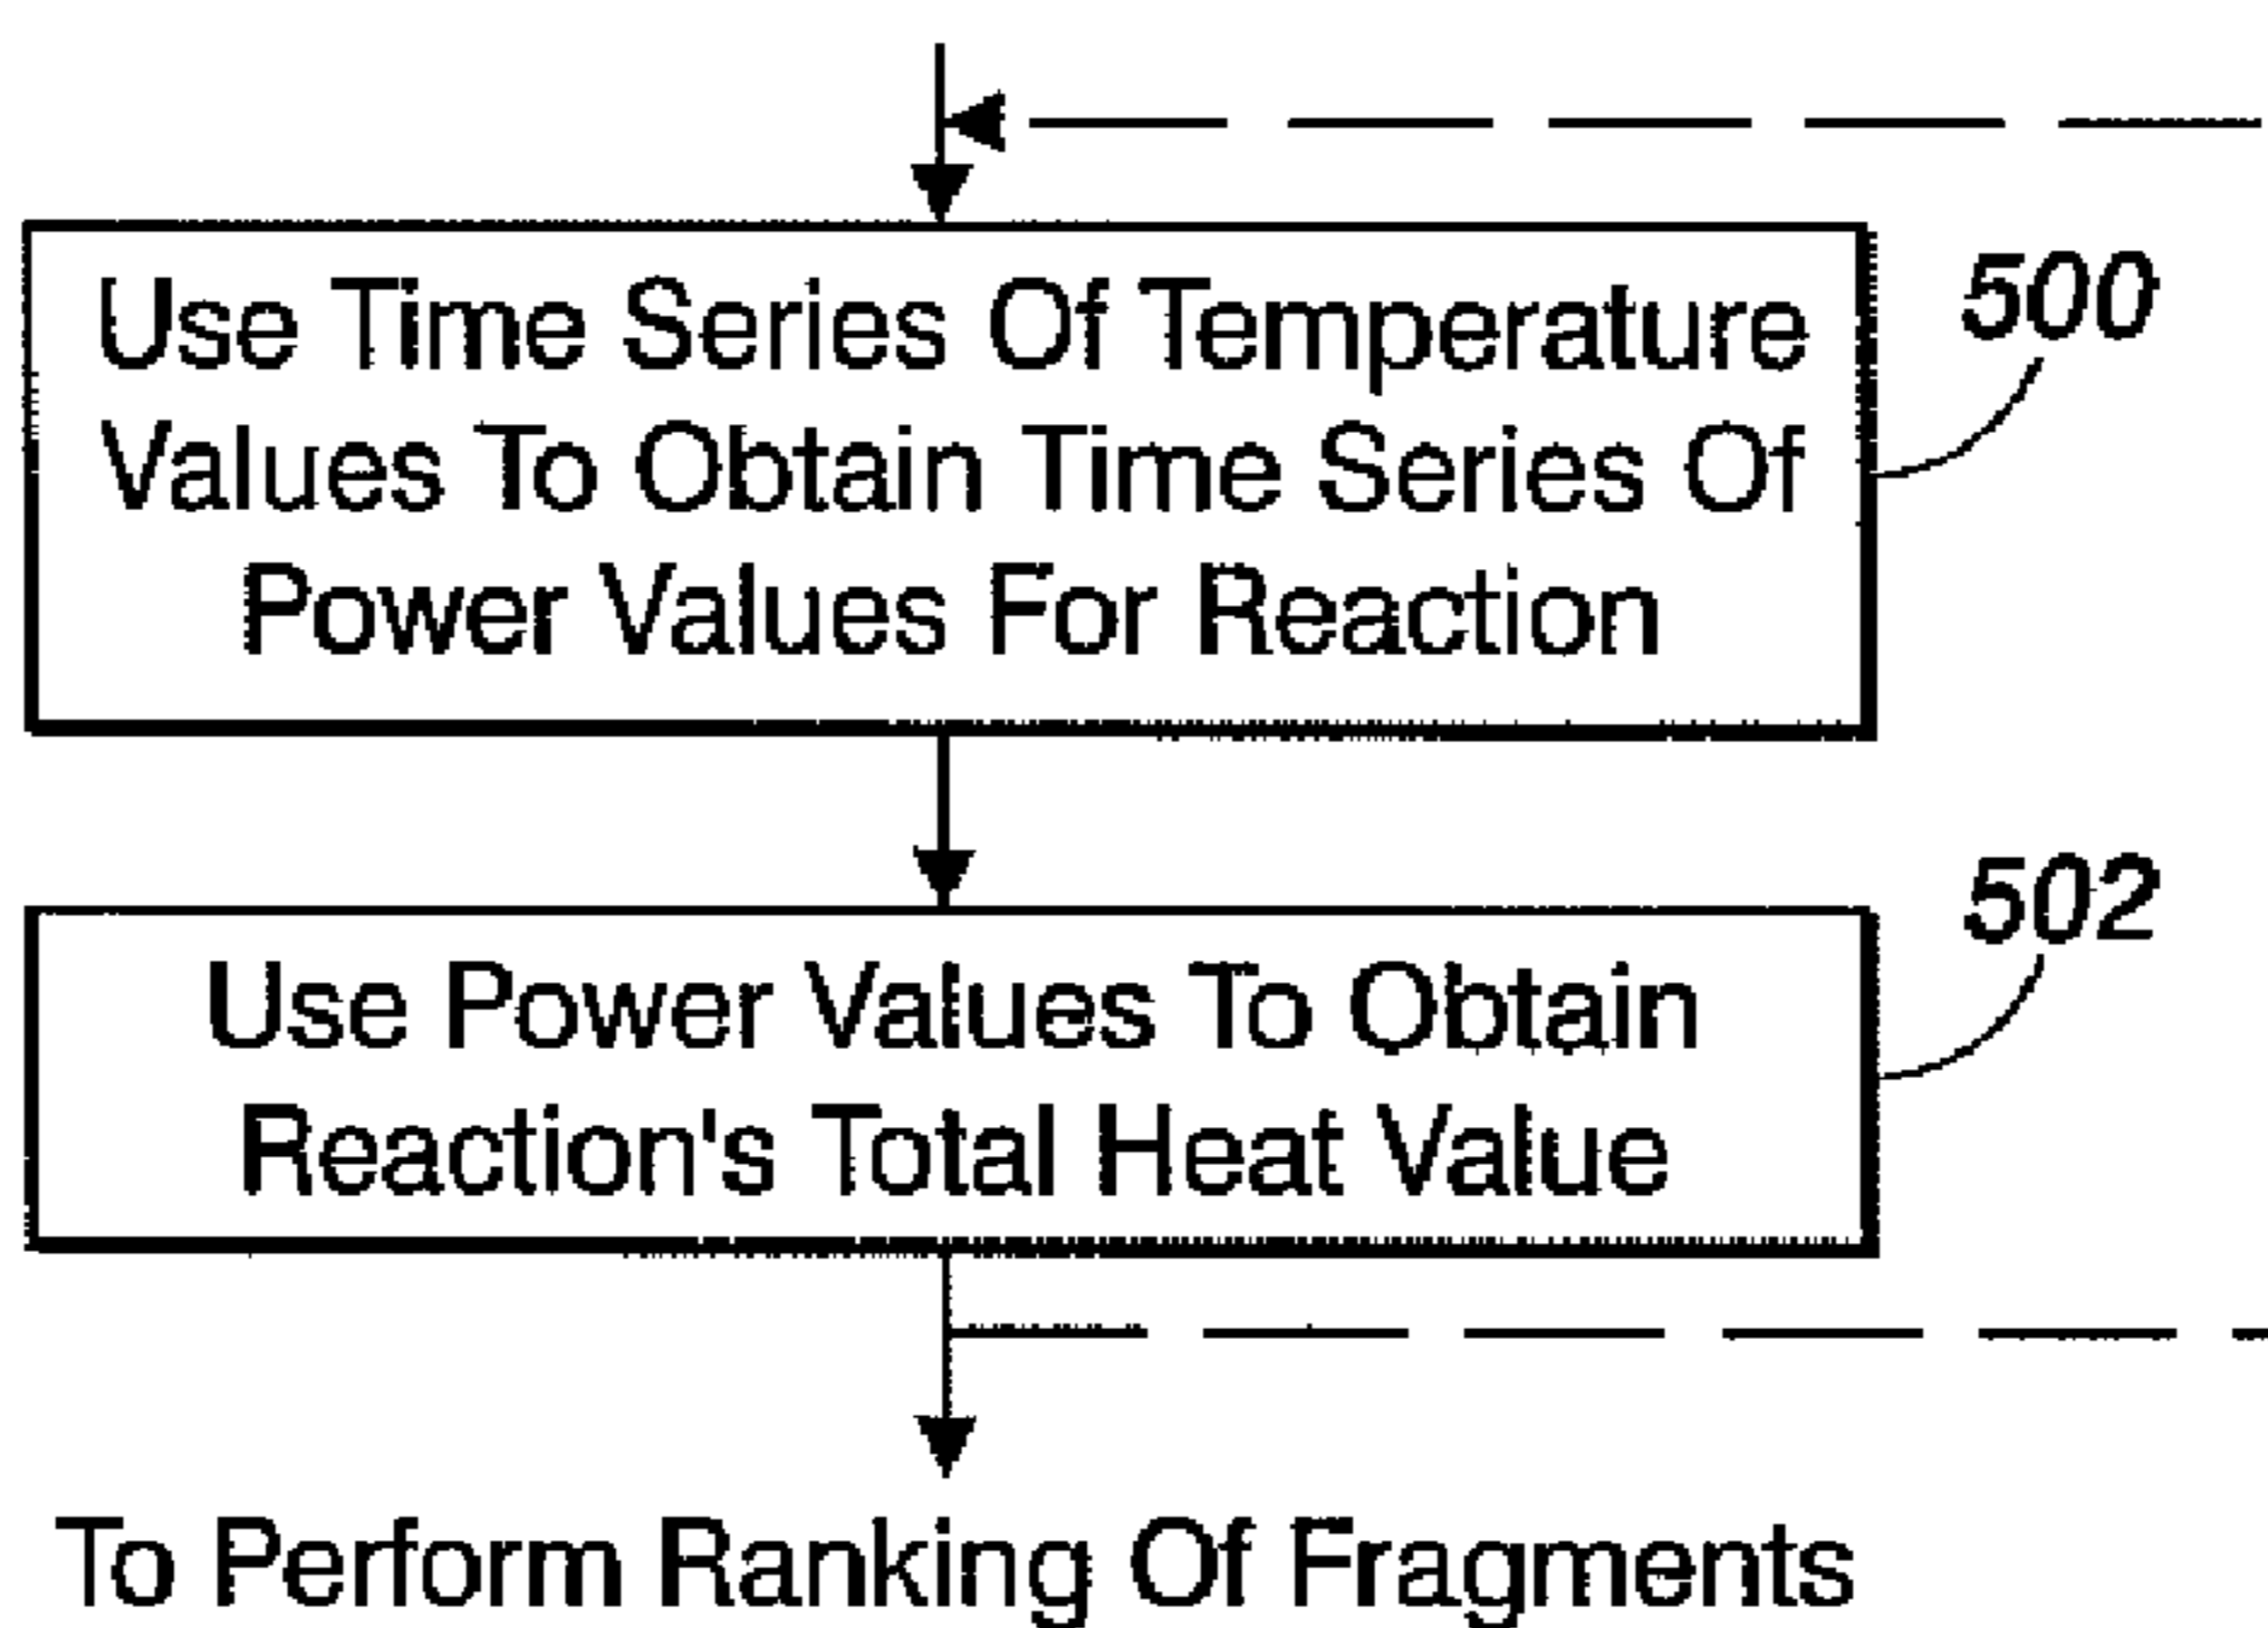 Use Time Series Of Temperature
Values To Obtain Time Series Of
Power Values For Reaction
500
Use Power Values To Obtain
Reaction's Total Heat Value
502
To Perform Ranking Of Fragments